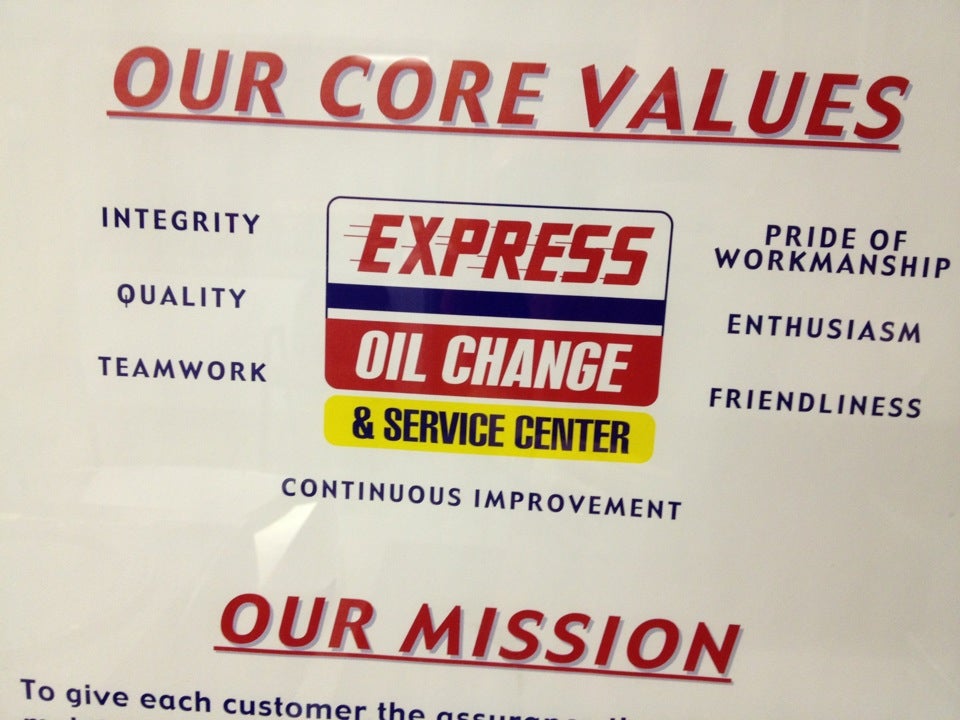 OUR CORE VALUES
INTEGRITY
QUALITY
TEAMWORK
EXPRESS
OIL CHANGE
& SERVICE CENTER
PRIDE OF
WORKMANSHIP
ENTHUSIASM
FRIENDLINESS
CONTINUOUS IMPROVEMENT
OUR MISSION
To give each customer the